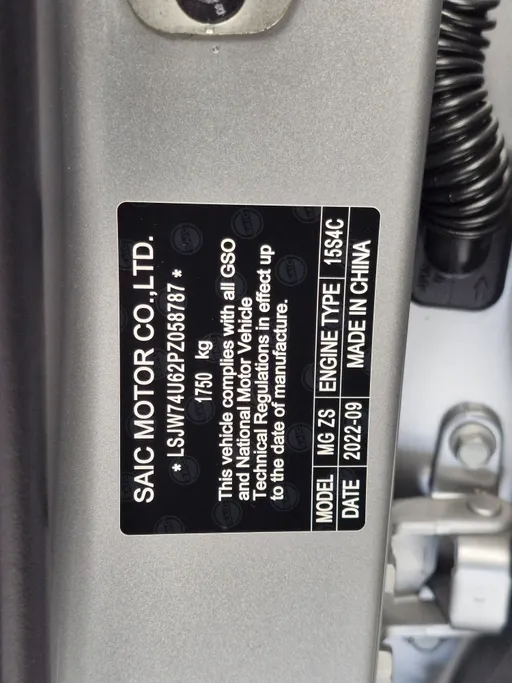 SAIC MOTOR CO.,LTD.
* LSJW74U62PZ058787 *
1750 kg
This vehicle complies with all GSO
and National Motor Vehicle
Technical Regulations in effect up
to the date of manufacture.
MODEL MG ZS ENGINE TYPE 15S4C
DATE 2022-09 MADE IN CHINA